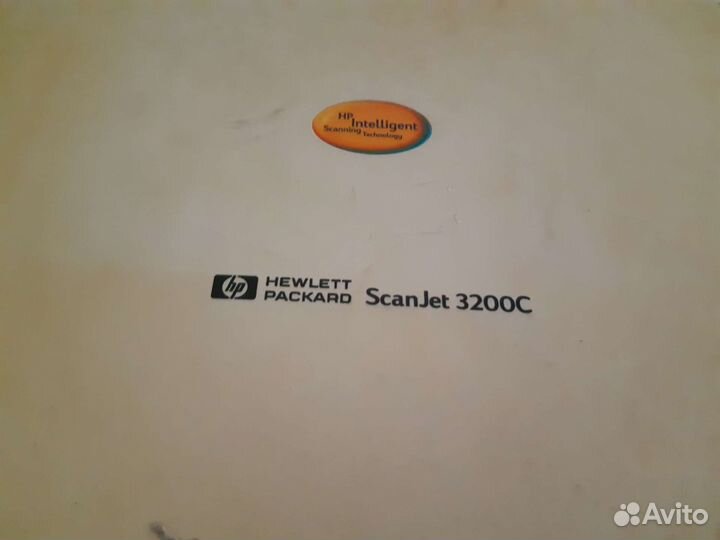 HP
Intelligent
Scanning Technology
hp HEWLETT
PACKARD ScanJet 3200C
Avito